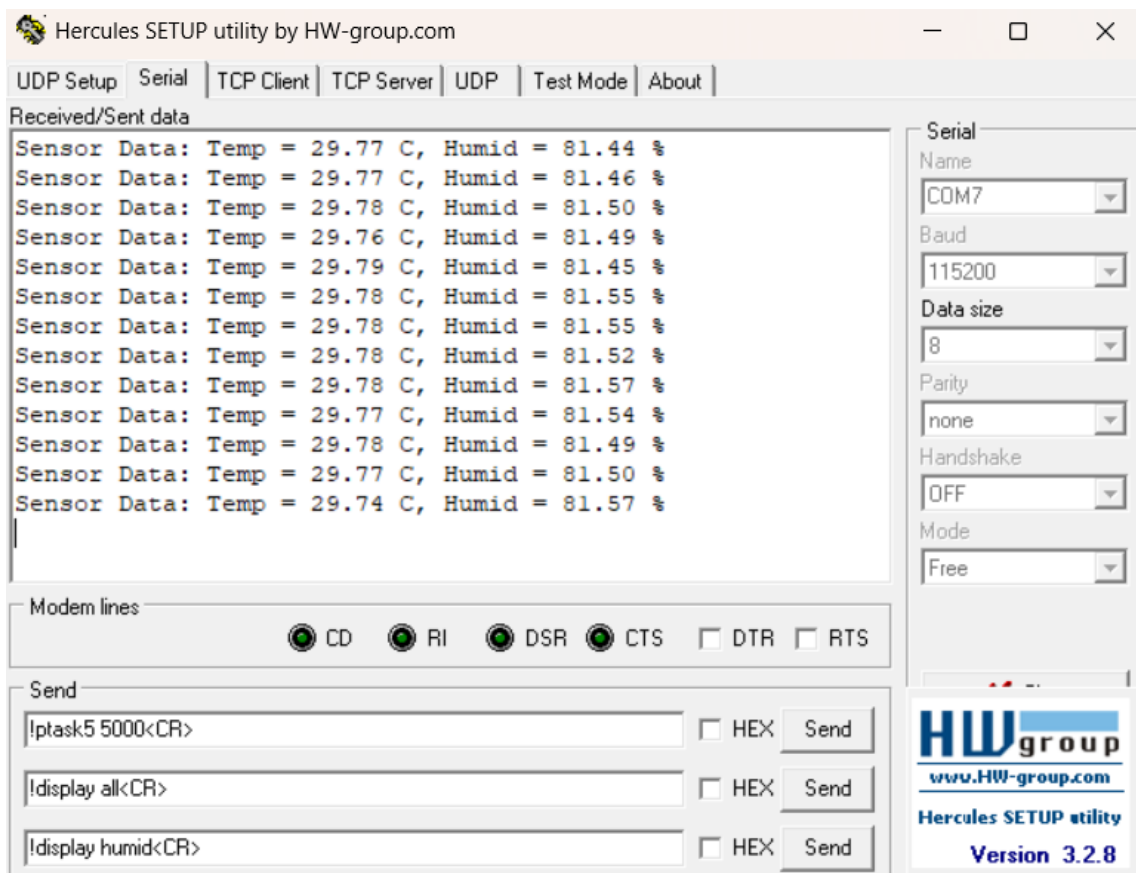 Hercules SETUP utility by HW-group.com
UDP Setup Serial TCP Client TCP Server UDP Test Mode About
Received/Sent data
Sensor Data: Temp = 29.77 C, Humid = 81.44 %
Sensor Data: Temp = 29.77 C, Humid = 81.46 %
Sensor Data: Temp = 29.78 C, Humid = 81.50 %
Sensor Data: Temp = 29.76 C, Humid = 81.49 %
Sensor Data: Temp = 29.79 C, Humid = 81.45 %
Sensor Data: Temp = 29.78 C, Humid = 81.55 %
Sensor Data: Temp = 29.78 C, Humid = 81.55 %
Sensor Data: Temp = 29.78 C, Humid = 81.52 %
Sensor Data: Temp = 29.78 C, Humid = 81.57 %
Sensor Data: Temp = 29.77 C, Humid = 81.54 %
Sensor Data: Temp = 29.78 C, Humid = 81.49 %
Sensor Data: Temp = 29.77 C, Humid = 81.50 %
Sensor Data: Temp = 29.74 C, Humid = 81.57 %
Serial
Name
COM7
Baud
115200
Data size
8
Parity
none
Handshake
OFF
Mode
Free
Modem lines
CD RI DSR CTS DTR RTS
Send
!ptask5 5000<CR> HEX Send
!display all<CR> HEX Send
!display humid<CR> HEX Send
HW group
www.HW-group.com
Hercules SETUP utility
Version 3.2.8